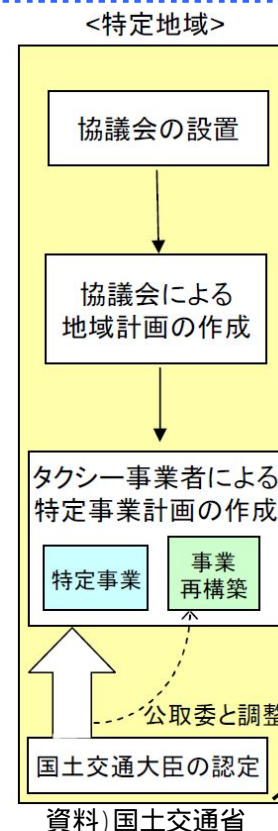 <特定地域>
協議会の設置
協議会による
地域計画の作成
タクシー事業者による
特定事業計画の作成
特定事業
事業
再構築
公取委と調整
国土交通大臣の認定
資料)国土交通省